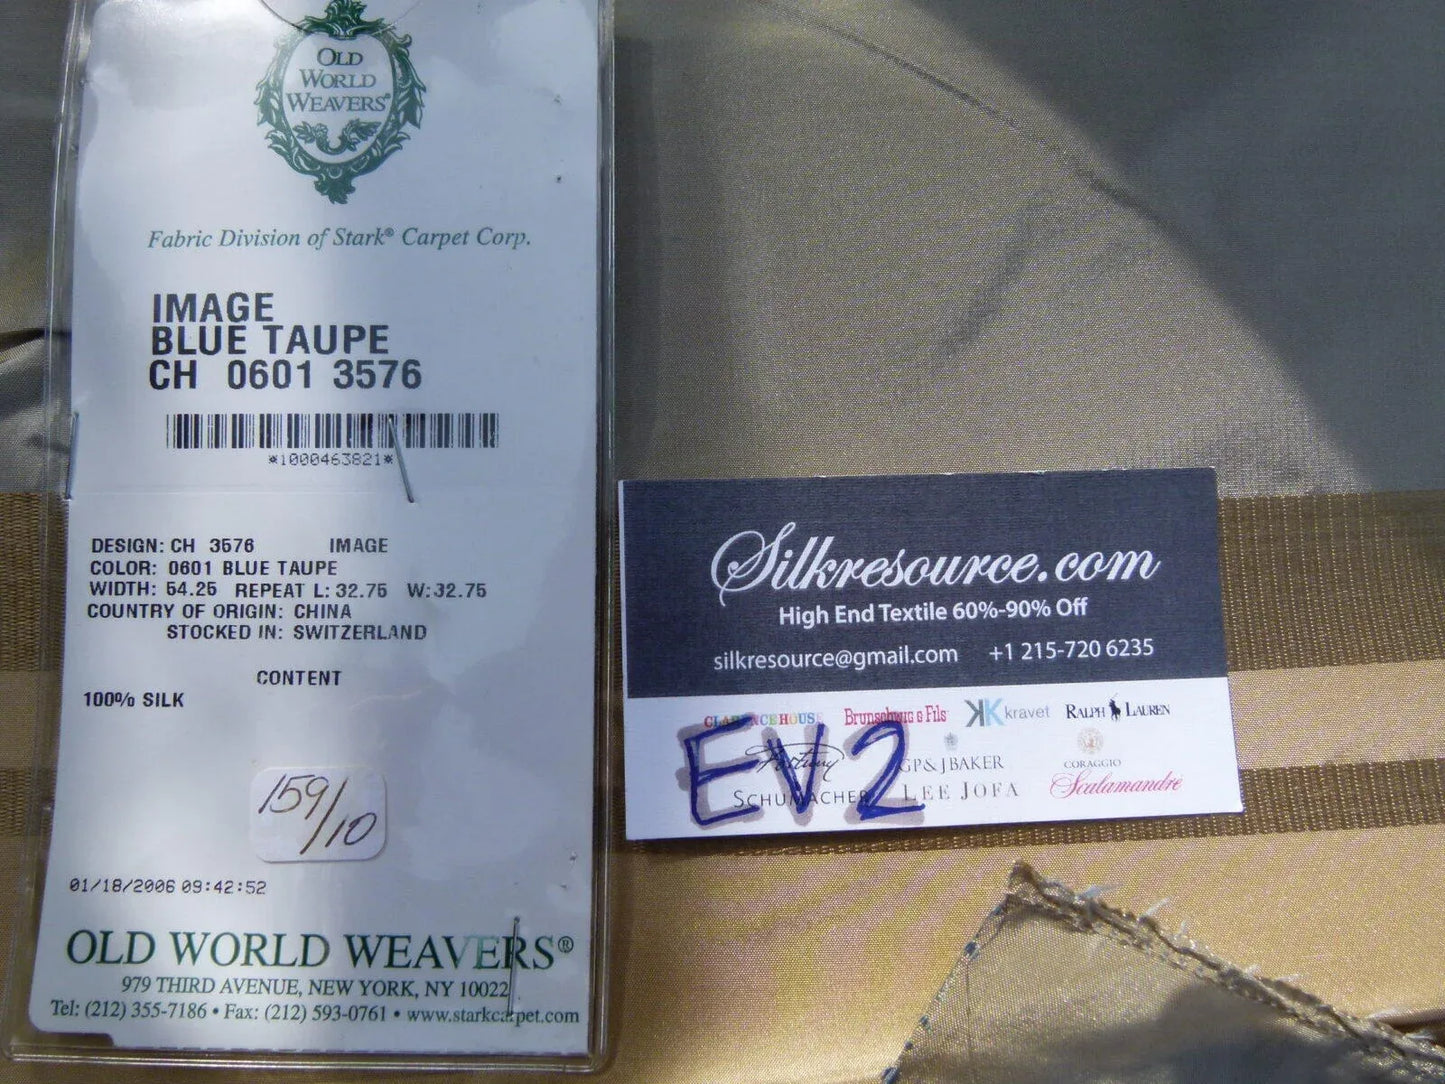 OLD
WORLD
WEAVERS®
Fabric Division of Stark® Carpet Corp.
IMAGE
BLUE TAUPE
CH 0601 3576
*1000463821*
DESIGN: CH 3576 IMAGE
COLOR: 0601 BLUE TAUPE
WIDTH: 54.25 REPEAT L: 32.75 W: 32.75
COUNTRY OF ORIGIN: CHINA
STOCKED IN: SWITZERLAND
CONTENT
100% SILK
159/10
01/18/2006 09:42:52
OLD WORLD WEAVERS®
979 THIRD AVENUE, NEW YORK, NY 10022
Tel: (212) 355-7186 • Fax: (212) 593-0761 • www.starkcarpet.com
Silkresource.com
High End Textile 60%-90% Off
silkresource@gmail.com +1 215-720 6235
CLARENCE HOUSE Brunschwig & Fils kravet RALPH LAUREN
Fortuny GP&JBAKER CORAGGIO
SCHUMACHER LEE JOFA Scalamandré
EV2